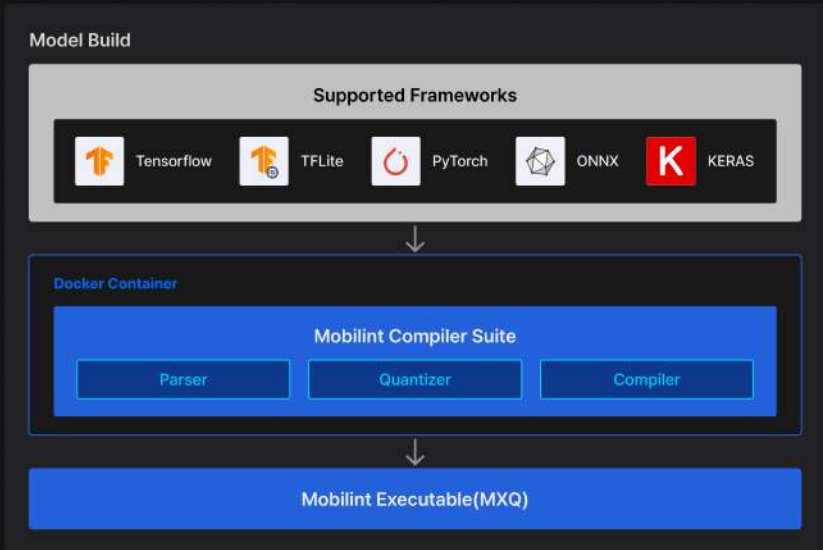 Model Build
Supported Frameworks
Tensorflow TFLite PyTorch ONNX K KERAS
Docker Container
Mobilint Compiler Suite
Parser Quantizer Compiler
Mobilint Executable(MXQ)